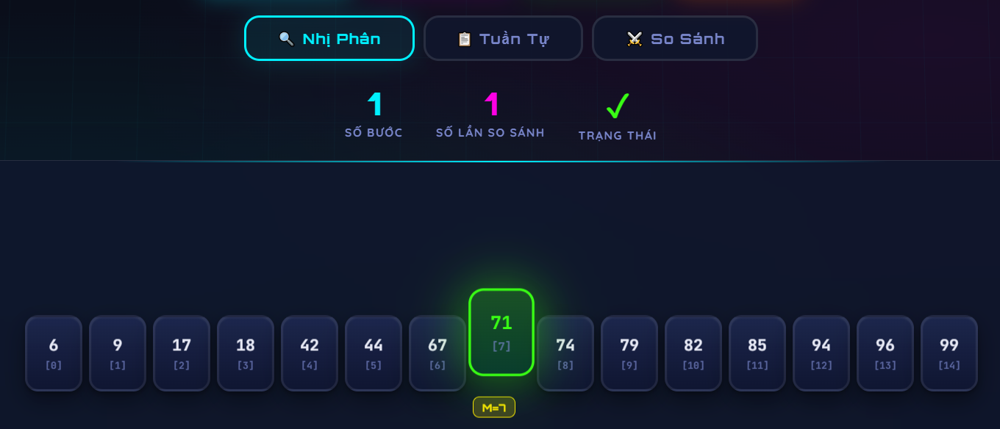 🔍 Nhị Phân 📋 Tuần Tự ⚔️ So Sánh
1 1 ✓
SỐ BƯỚC SỐ LẦN SO SÁNH TRẠNG THÁI
6 9 17 18 42 44 67 71 74 79 82 85 94 96 99
[0] [1] [2] [3] [4] [5] [6] [7] [8] [9] [10] [11] [12] [13] [14]
M=7